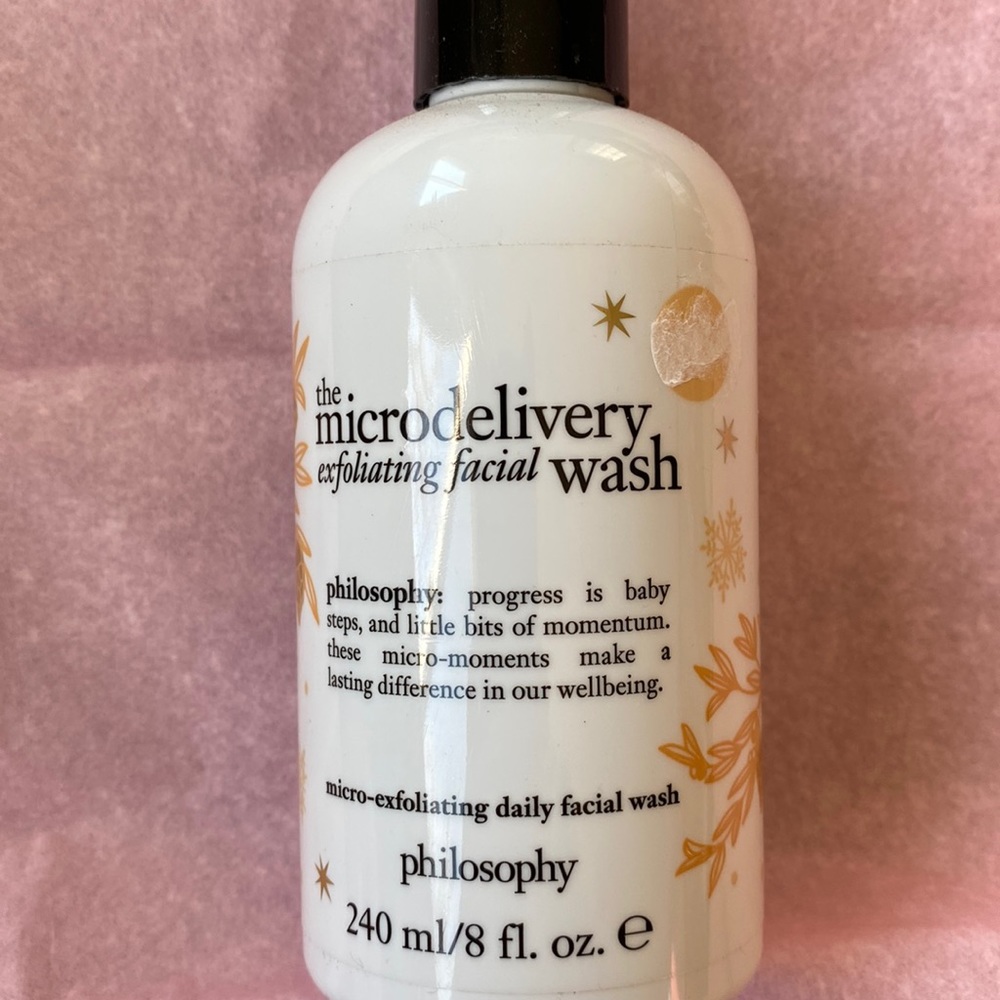 the
microdelivery
exfoliating facial wash
philosophy: progress is baby
steps, and little bits of momentum.
these micro-moments make a
lasting difference in our wellbeing.
micro-exfoliating daily facial wash
philosophy
240 ml/8 fl. oz. ℮